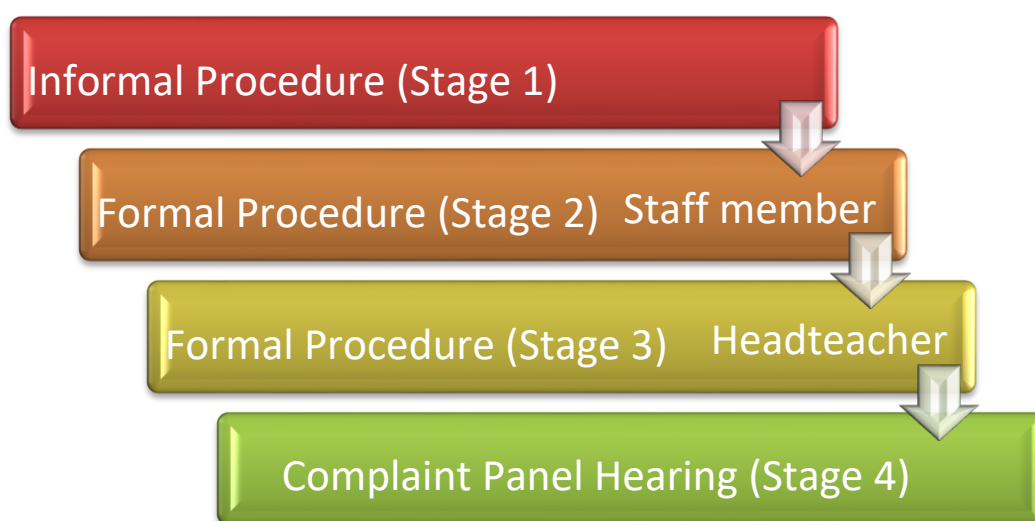 Informal Procedure (Stage 1)
Formal Procedure (Stage 2) Staff member
Formal Procedure (Stage 3) Headteacher
Complaint Panel Hearing (Stage 4)